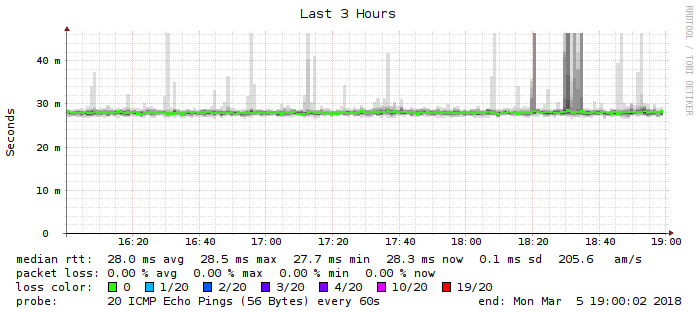 Last 3 Hours
RRDTOOL / TOBI OETIKER
Seconds
40 m
30 m
20 m
10 m
0
16:20 16:40 17:00 17:20 17:40 18:00 18:20 18:40 19:00
median rtt: 28.0 ms avg 28.5 ms max 27.7 ms min 28.3 ms now 0.1 ms sd 205.6 am/s
packet loss: 0.00 % avg 0.00 % max 0.00 % min 0.00 % now
loss color: 0 1/20 2/20 3/20 4/20 10/20 19/20
probe: 20 ICMP Echo Pings (56 Bytes) every 60s end: Mon Mar 5 19:00:02 2018